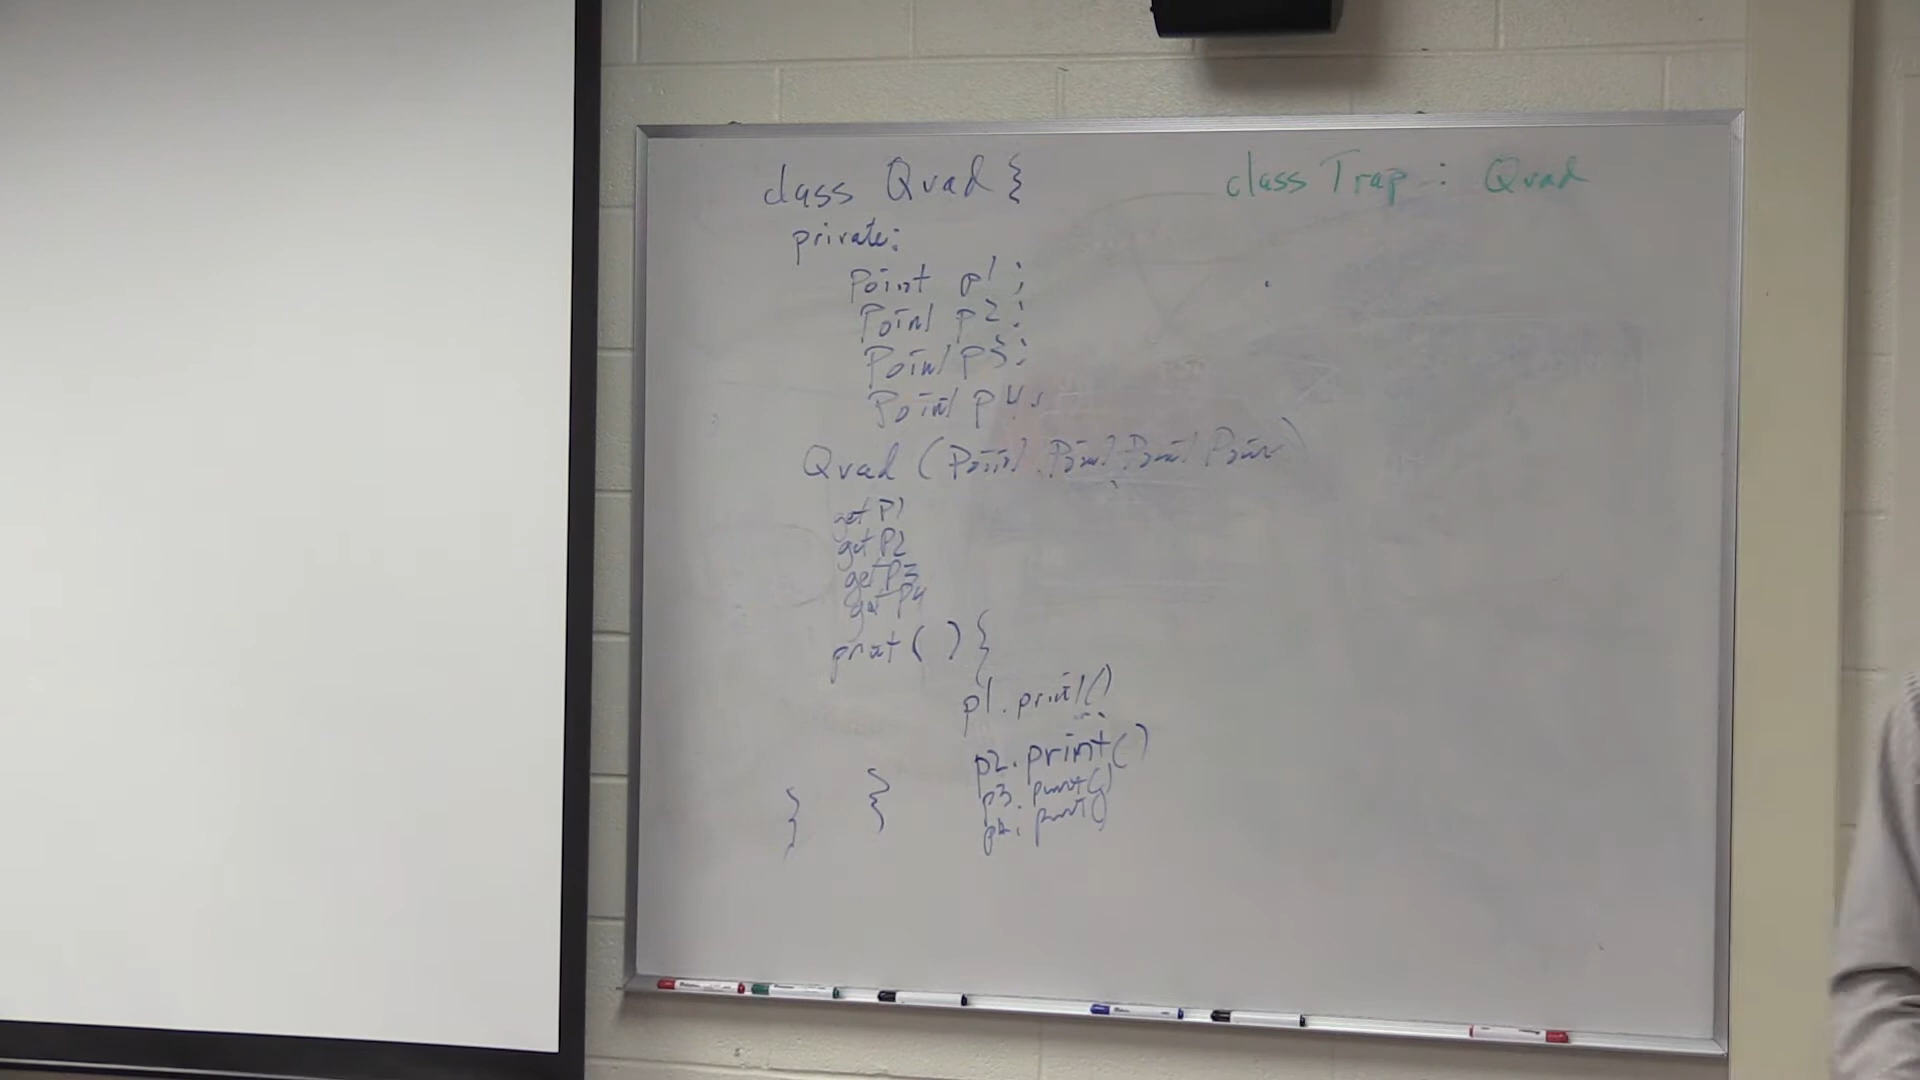 class Quad {
private:
Point p1;
Point p2;
Point p3;
Point p4;
Quad (Point, Point Point Point)
get P1
get P2
get P3
get P4
print( ) {
p1.print()
p2.print()
p3.print()
p4.print()
}
}
class Trap : Quad